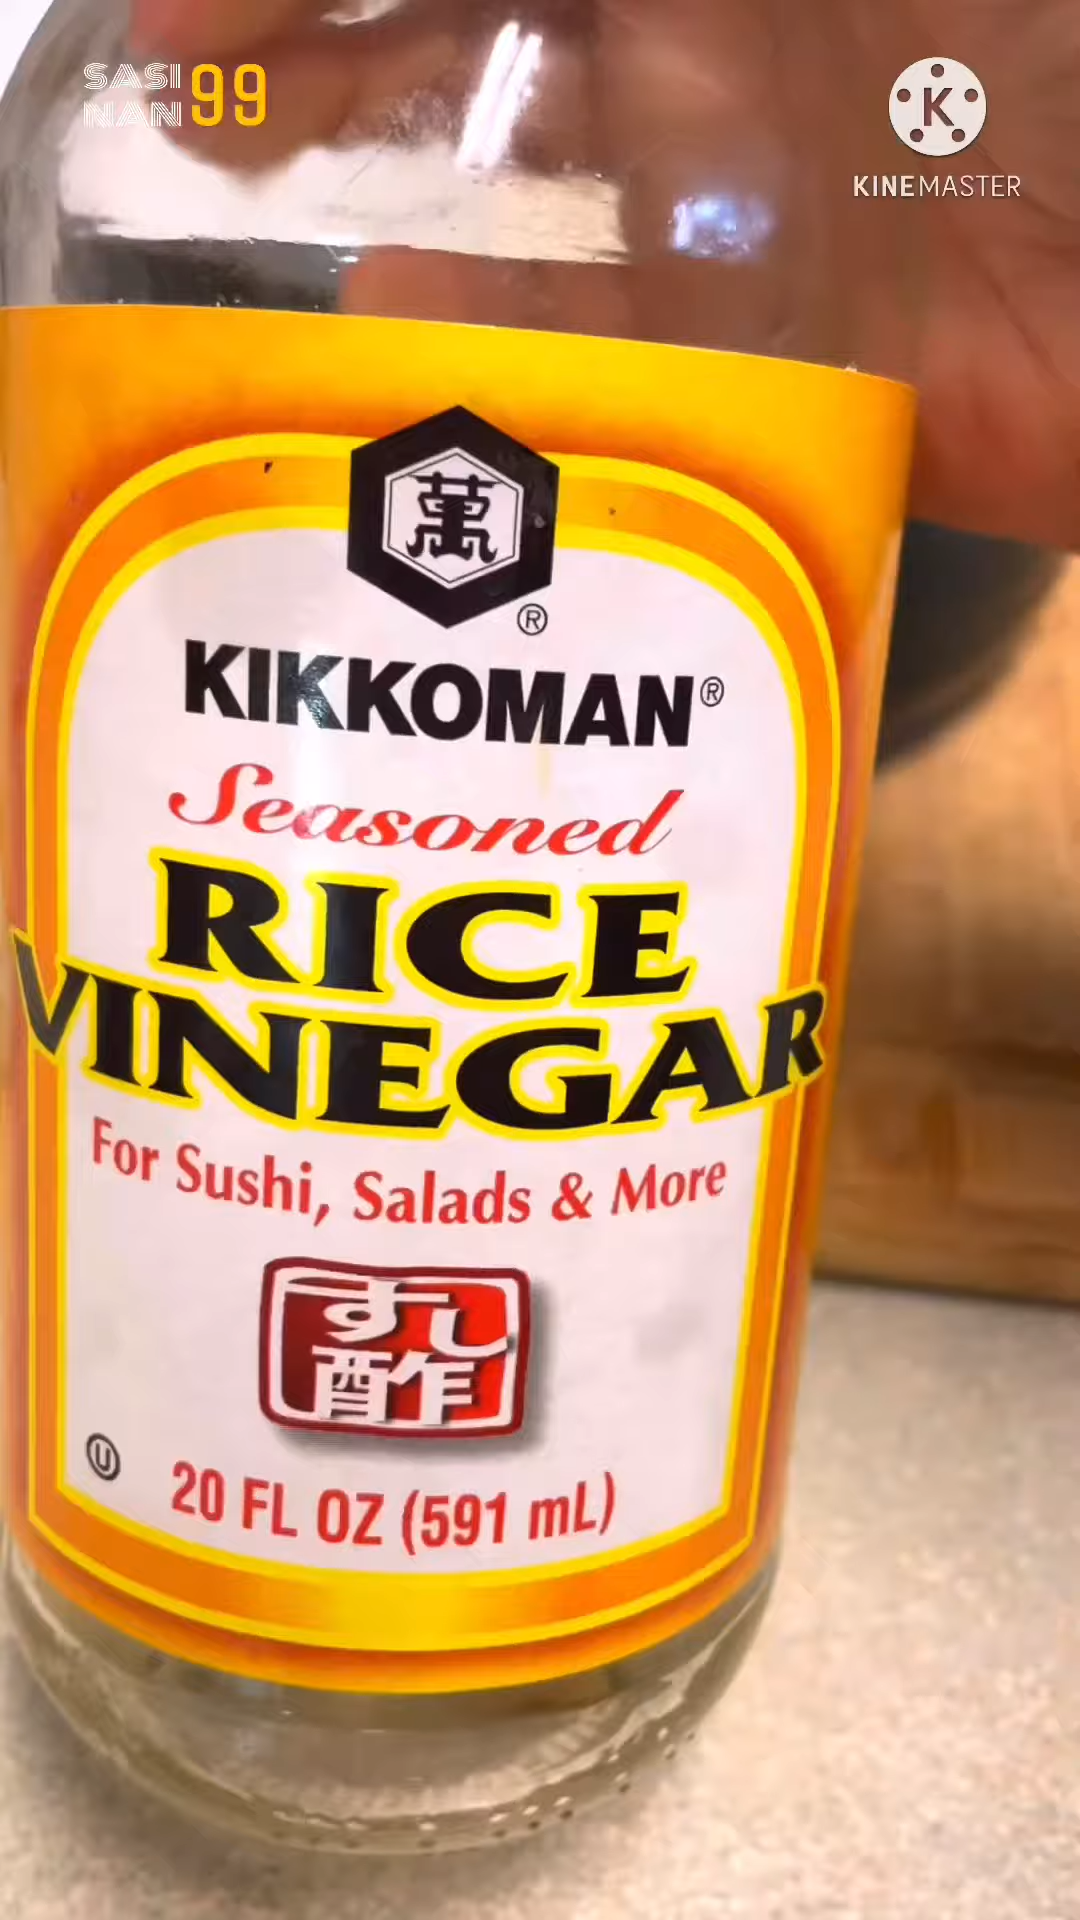 SASI
NAN 99
KINEMASTER
萬
KIKKOMAN®
Seasoned
RICE
VINEGAR
For Sushi, Salads & More
すし
酢
U
20 FL OZ (591 mL)